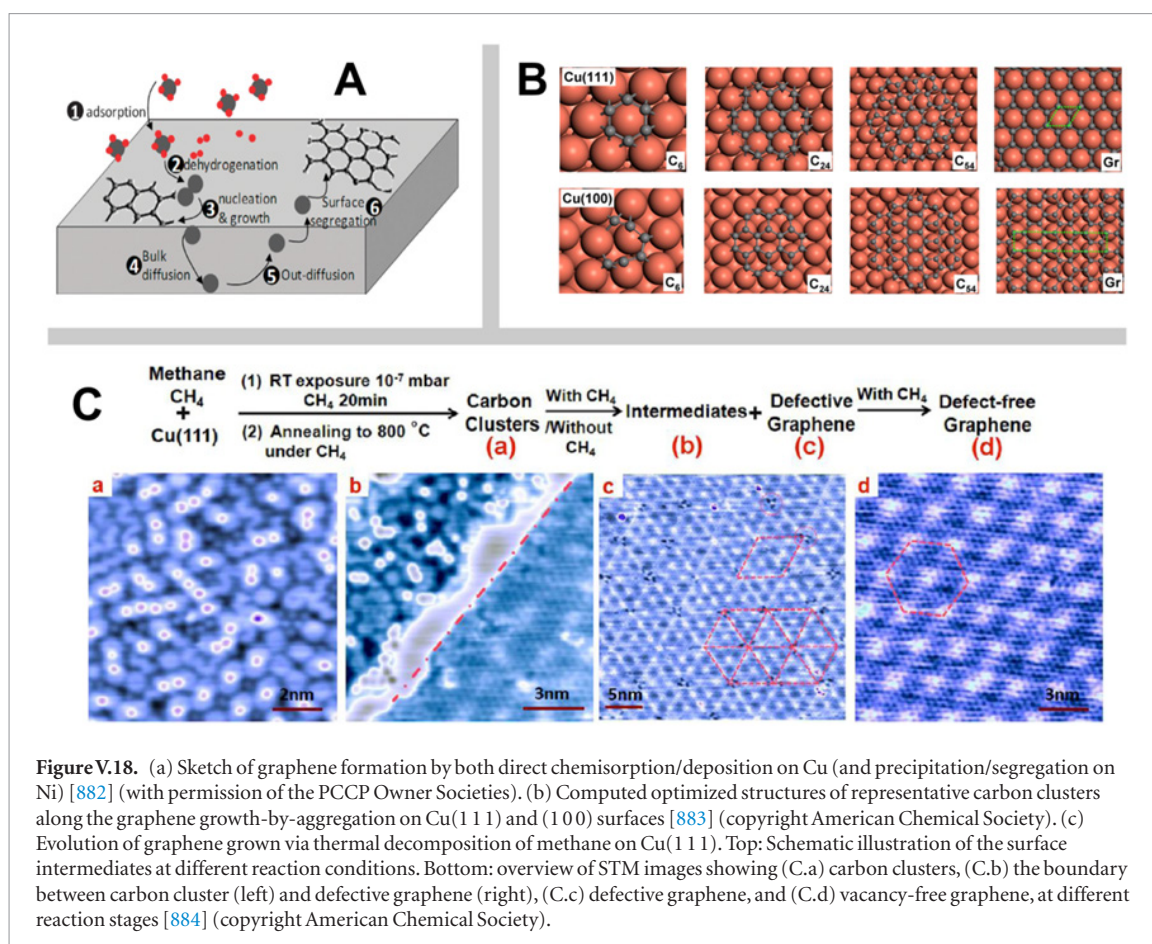 A
❶ adsorption
❷ dehydrogenation
❸ nucleation
& growth
Surface ❻
segregation
❹ Bulk
diffusion
❺ Out-diffusion
B
Cu(111)
C6
C24
C54
Gr
Cu(100)
C6
C24
C54
Gr
C
Methane
CH4
+
Cu(111)
(1) RT exposure 10-7 mbar
CH4 20min
(2) Annealing to 800 °C
under CH4
Carbon
Clusters
(a)
With CH4
/Without
CH4
Intermediates
(b)
+
Defective
Graphene
(c)
With CH4
Defect-free
Graphene
(d)
a
2nm
b
3nm
c
5nm
d
3nm
Figure V.18. (a) Sketch of graphene formation by both direct chemisorption/deposition on Cu (and precipitation/segregation on
Ni) [882] (with permission of the PCCP Owner Societies). (b) Computed optimized structures of representative carbon clusters
along the graphene growth-by-aggregation on Cu(1 1 1) and (1 0 0) surfaces [883] (copyright American Chemical Society). (c)
Evolution of graphene grown via thermal decomposition of methane on Cu(1 1 1). Top: Schematic illustration of the surface
intermediates at different reaction conditions. Bottom: overview of STM images showing (C.a) carbon clusters, (C.b) the boundary
between carbon cluster (left) and defective graphene (right), (C.c) defective graphene, and (C.d) vacancy-free graphene, at different
reaction stages [884] (copyright American Chemical Society).